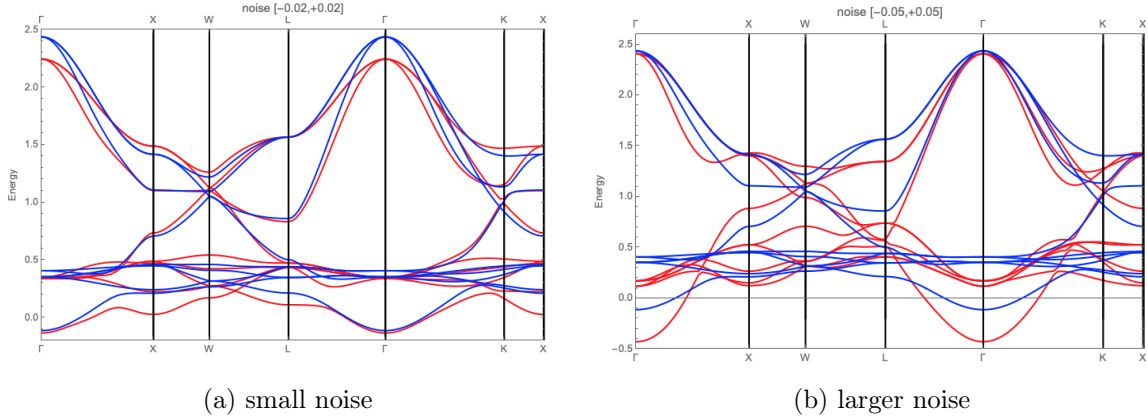 noise [−0.02,+0.02]
Γ X W L Γ K X
2.5
2.0
1.5
1.0
0.5
0.0
Energy
Γ X W L Γ K X
(a) small noise
noise [−0.05,+0.05]
Γ X W L Γ K X
2.5
2.0
1.5
1.0
0.5
0.0
−0.5
Energy
Γ X W L Γ K X
(b) larger noise